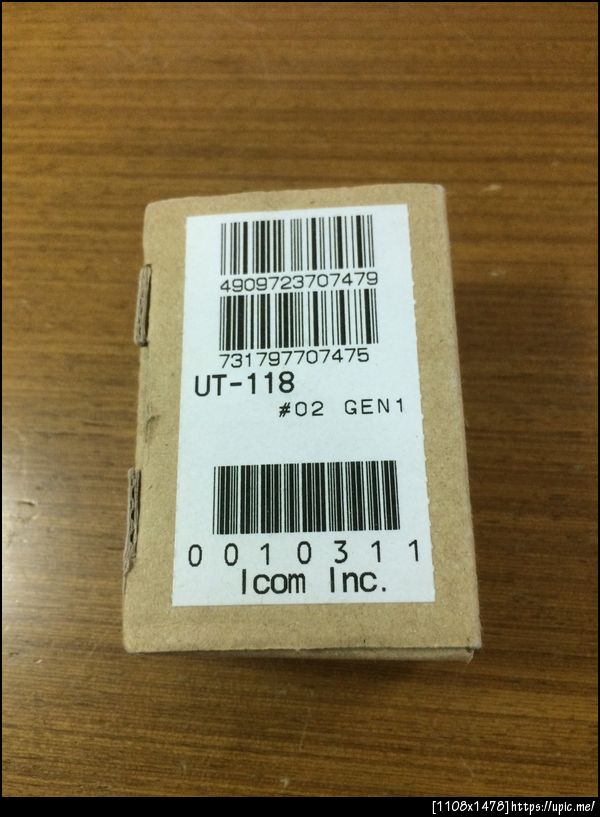 4909723707479
731797707475
UT-118
#02 GEN1
0010311
Icom Inc.
[1108x1478]https://upic.me/